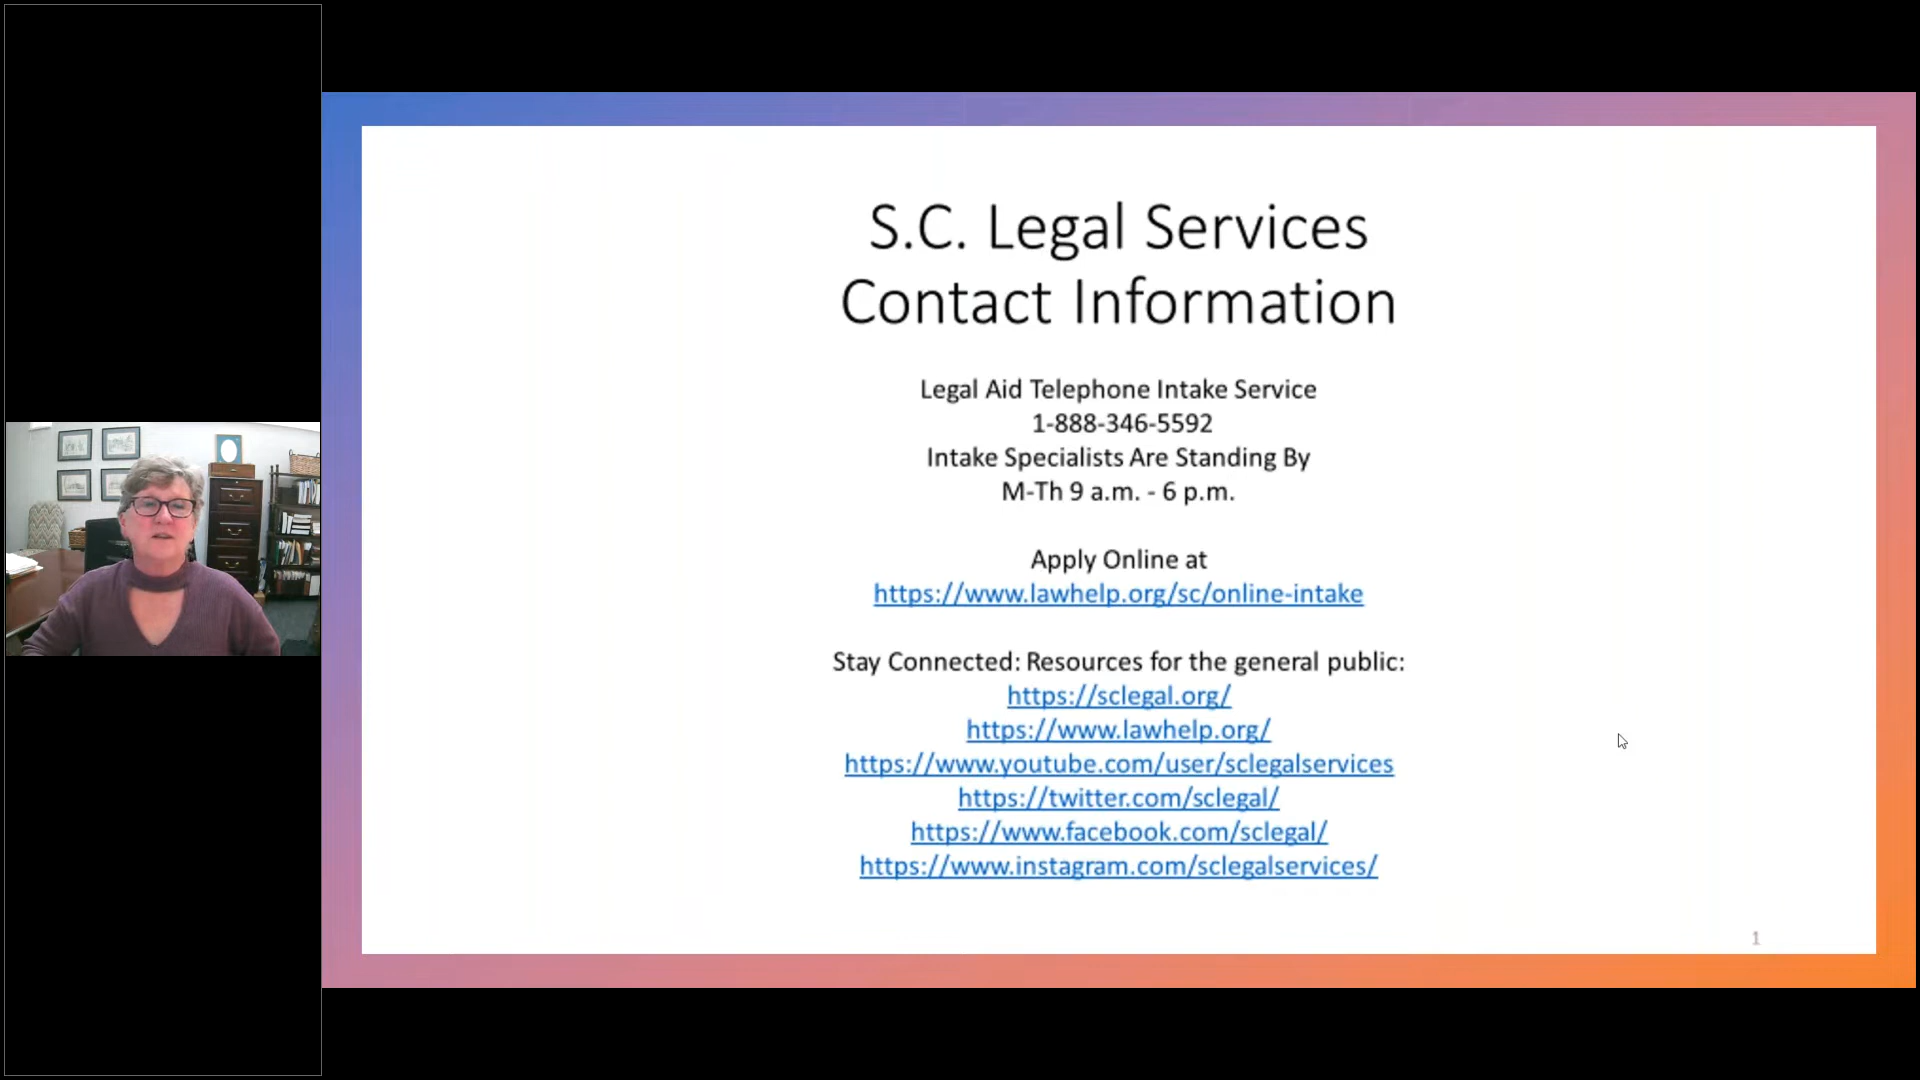 S.C. Legal Services
Contact Information
Legal Aid Telephone Intake Service
1-888-346-5592
Intake Specialists Are Standing By
M-Th 9 a.m. - 6 p.m.
Apply Online at
https://www.lawhelp.org/sc/online-intake
Stay Connected: Resources for the general public:
https://sclegal.org/
https://www.lawhelp.org/
https://www.youtube.com/user/sclegalservices
https://twitter.com/sclegal/
https://www.facebook.com/sclegal/
https://www.instagram.com/sclegalservices/
1